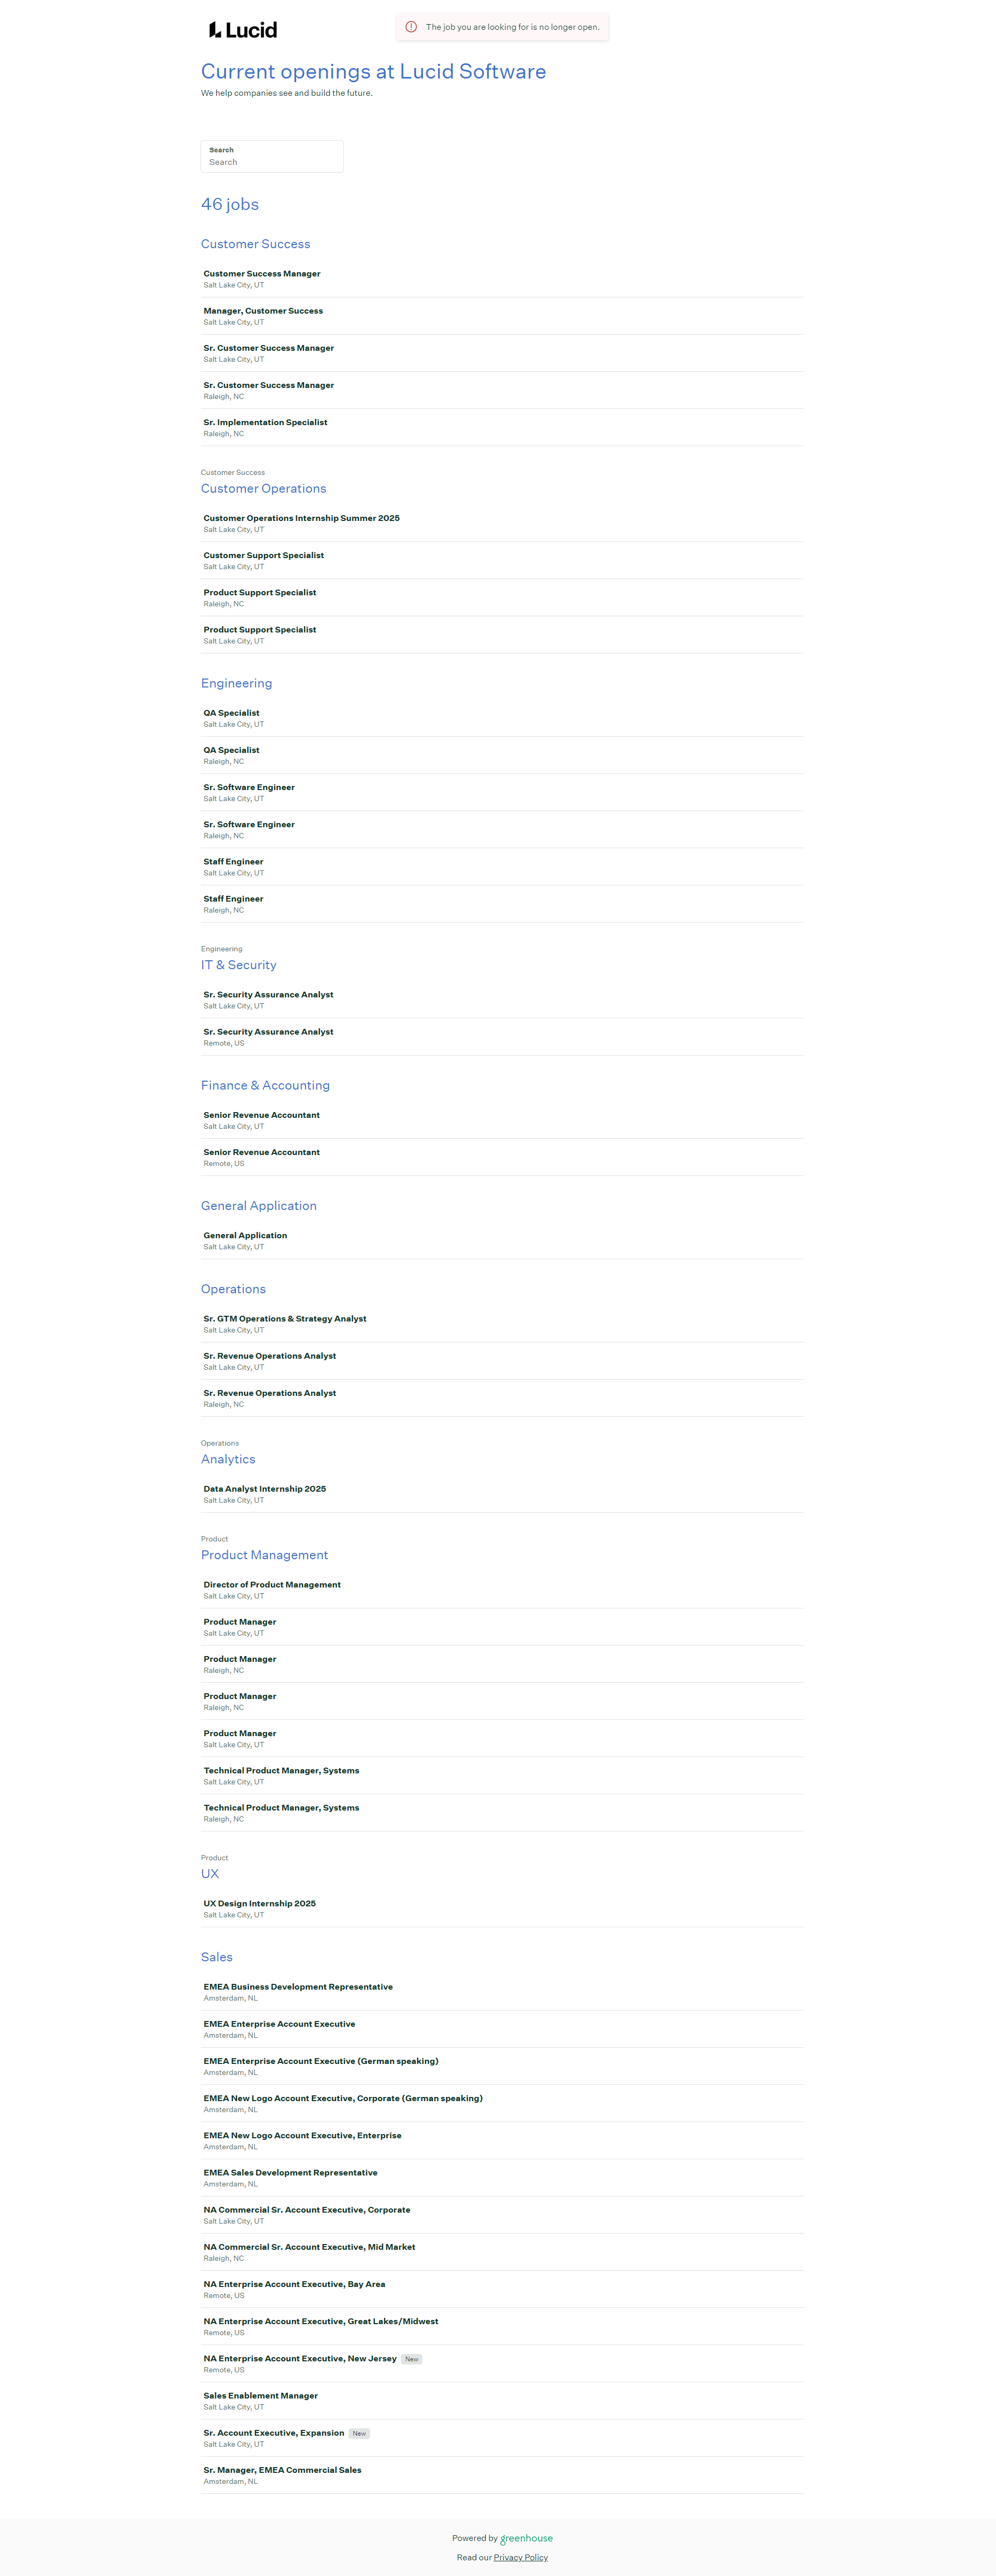 Lucid
The job you are looking for is no longer open.
Current openings at Lucid Software
We help companies see and build the future.
Search
Search
46 jobs
Customer Success
Customer Success Manager
Salt Lake City, UT
Manager, Customer Success
Salt Lake City, UT
Sr. Customer Success Manager
Salt Lake City, UT
Sr. Customer Success Manager
Raleigh, NC
Sr. Implementation Specialist
Raleigh, NC
Customer Success
Customer Operations
Customer Operations Internship Summer 2025
Salt Lake City, UT
Customer Support Specialist
Salt Lake City, UT
Product Support Specialist
Raleigh, NC
Product Support Specialist
Salt Lake City, UT
Engineering
QA Specialist
Salt Lake City, UT
QA Specialist
Raleigh, NC
Sr. Software Engineer
Salt Lake City, UT
Sr. Software Engineer
Raleigh, NC
Staff Engineer
Salt Lake City, UT
Staff Engineer
Raleigh, NC
Engineering
IT & Security
Sr. Security Assurance Analyst
Salt Lake City, UT
Sr. Security Assurance Analyst
Remote, US
Finance & Accounting
Senior Revenue Accountant
Salt Lake City, UT
Senior Revenue Accountant
Remote, US
General Application
General Application
Salt Lake City, UT
Operations
Sr. GTM Operations & Strategy Analyst
Salt Lake City, UT
Sr. Revenue Operations Analyst
Salt Lake City, UT
Sr. Revenue Operations Analyst
Raleigh, NC
Operations
Analytics
Data Analyst Internship 2025
Salt Lake City, UT
Product
Product Management
Director of Product Management
Salt Lake City, UT
Product Manager
Salt Lake City, UT
Product Manager
Raleigh, NC
Product Manager
Raleigh, NC
Product Manager
Salt Lake City, UT
Technical Product Manager, Systems
Salt Lake City, UT
Technical Product Manager, Systems
Raleigh, NC
Product
UX
UX Design Internship 2025
Salt Lake City, UT
Sales
EMEA Business Development Representative
Amsterdam, NL
EMEA Enterprise Account Executive
Amsterdam, NL
EMEA Enterprise Account Executive (German speaking)
Amsterdam, NL
EMEA New Logo Account Executive, Corporate (German speaking)
Amsterdam, NL
EMEA New Logo Account Executive, Enterprise
Amsterdam, NL
EMEA Sales Development Representative
Amsterdam, NL
NA Commercial Sr. Account Executive, Corporate
Salt Lake City, UT
NA Commercial Sr. Account Executive, Mid Market
Raleigh, NC
NA Enterprise Account Executive, Bay Area
Remote, US
NA Enterprise Account Executive, Great Lakes/Midwest
Remote, US
NA Enterprise Account Executive, New Jersey New
Remote, US
Sales Enablement Manager
Salt Lake City, UT
Sr. Account Executive, Expansion New
Salt Lake City, UT
Sr. Manager, EMEA Commercial Sales
Amsterdam, NL
Powered by greenhouse
Read our Privacy Policy